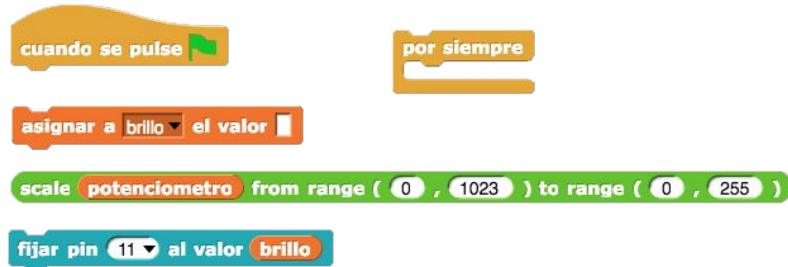 cuando se pulse
por siempre
asignar a brillo el valor
scale potenciometro from range ( 0 , 1023 ) to range ( 0 , 255 )
fijar pin 11 al valor brillo